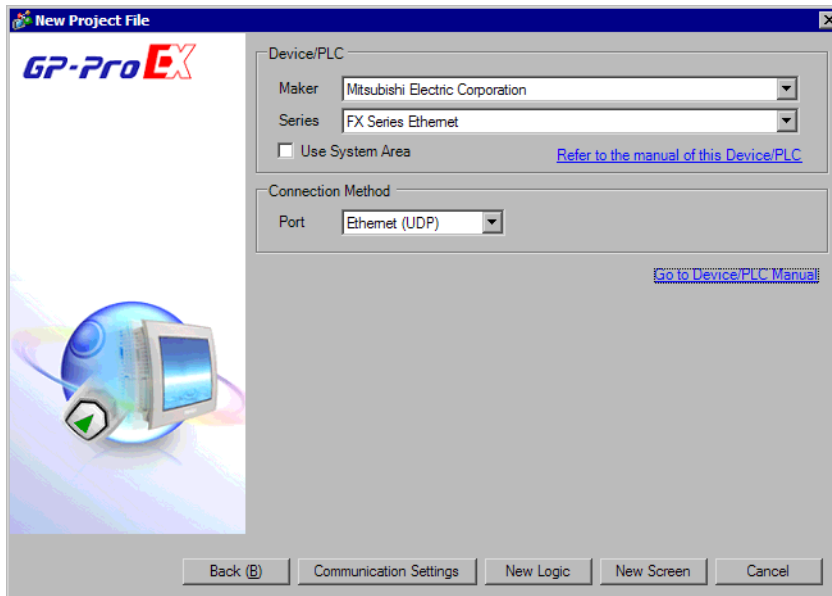 New Project File
GP-Pro EX
Device/PLC
Maker Mitsubishi Electric Corporation
Series FX Series Ethernet
Use System Area Refer to the manual of this Device/PLC
Connection Method
Port Ethernet (UDP)
Go to Device/PLC Manual
Back (B) Communication Settings New Logic New Screen Cancel